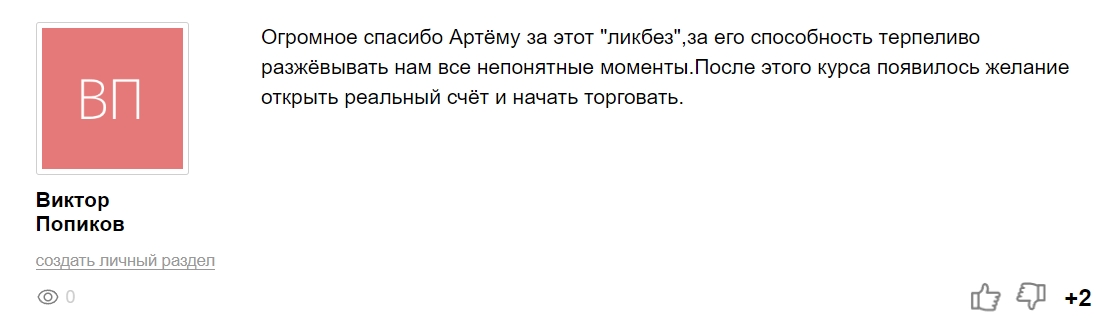 Огромное спасибо Артёму за этот "ликбез",за его способность терпеливо
разжёвывать нам все непонятные моменты.После этого курса появилось желание
открыть реальный счёт и начать торговать.
ВП
Виктор
Попиков
создать личный раздел
0
+2